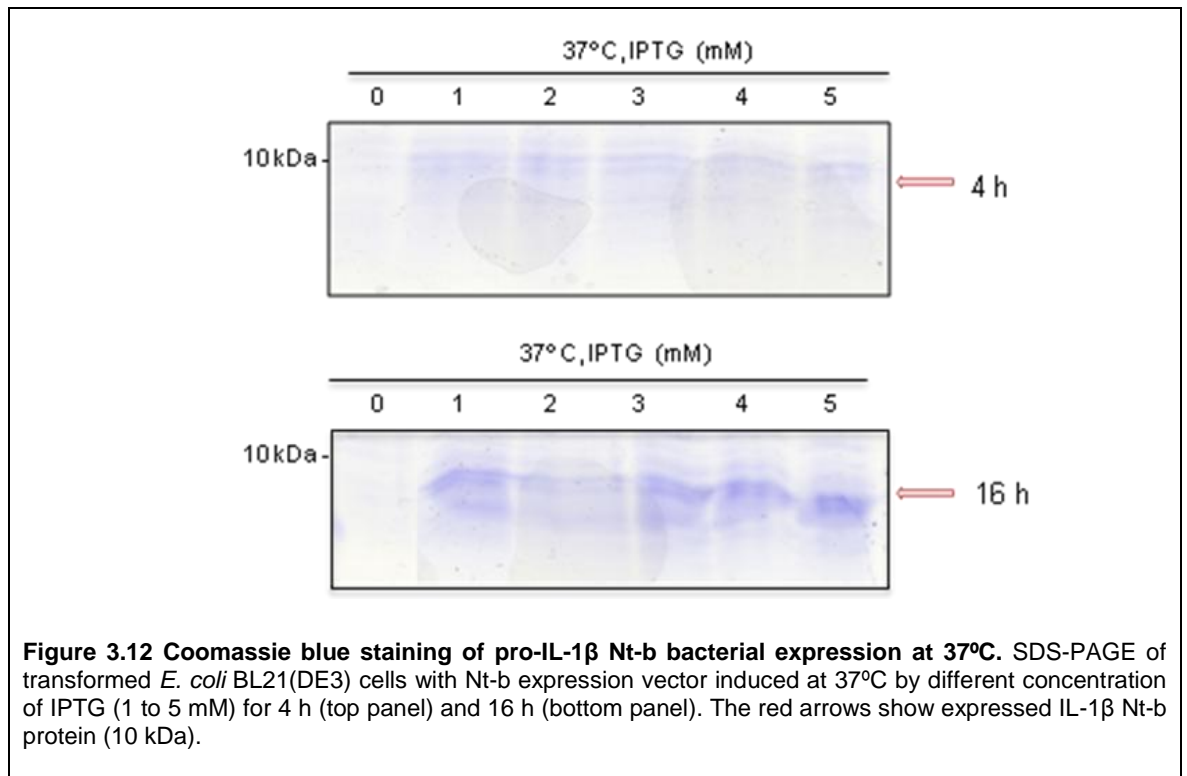 37°C,IPTG (mM)
0 1 2 3 4 5
10kDa-
4 h
37°C,IPTG (mM)
0 1 2 3 4 5
10kDa-
16 h
Figure 3.12 Coomassie blue staining of pro-IL-1β Nt-b bacterial expression at 37ºC. SDS-PAGE of
transformed E. coli BL21(DE3) cells with Nt-b expression vector induced at 37ºC by different concentration
of IPTG (1 to 5 mM) for 4 h (top panel) and 16 h (bottom panel). The red arrows show expressed IL-1β Nt-b
protein (10 kDa).